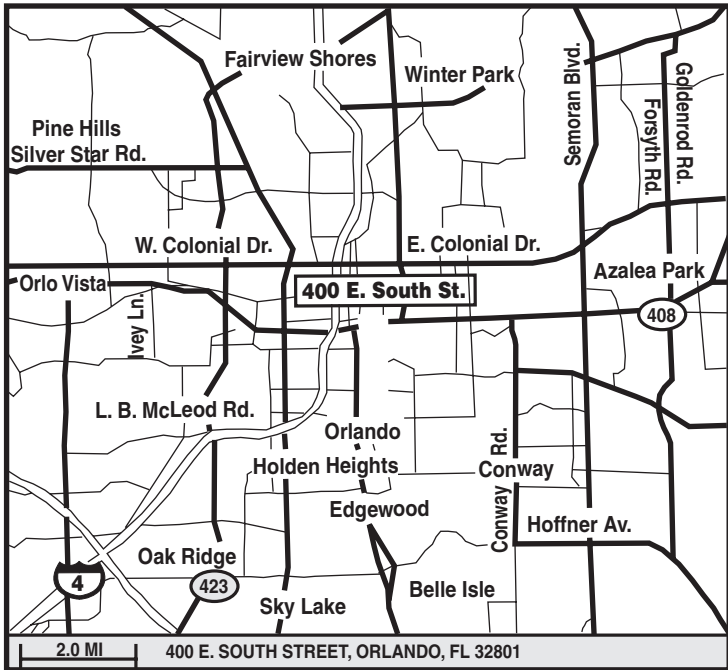 Fairview Shores
Winter Park
Semoran Blvd.
Goldenrod Rd.
Forsyth Rd.
Pine Hills
Silver Star Rd.
W. Colonial Dr.
E. Colonial Dr.
Azalea Park
Orlo Vista
400 E. South St.
408
Ivey Ln.
L. B. McLeod Rd.
Orlando
Holden Heights
Conway
Conway Rd.
Edgewood
Hoffner Av.
Oak Ridge
4
423
Belle Isle
Sky Lake
2.0 MI
400 E. SOUTH STREET, ORLANDO, FL 32801